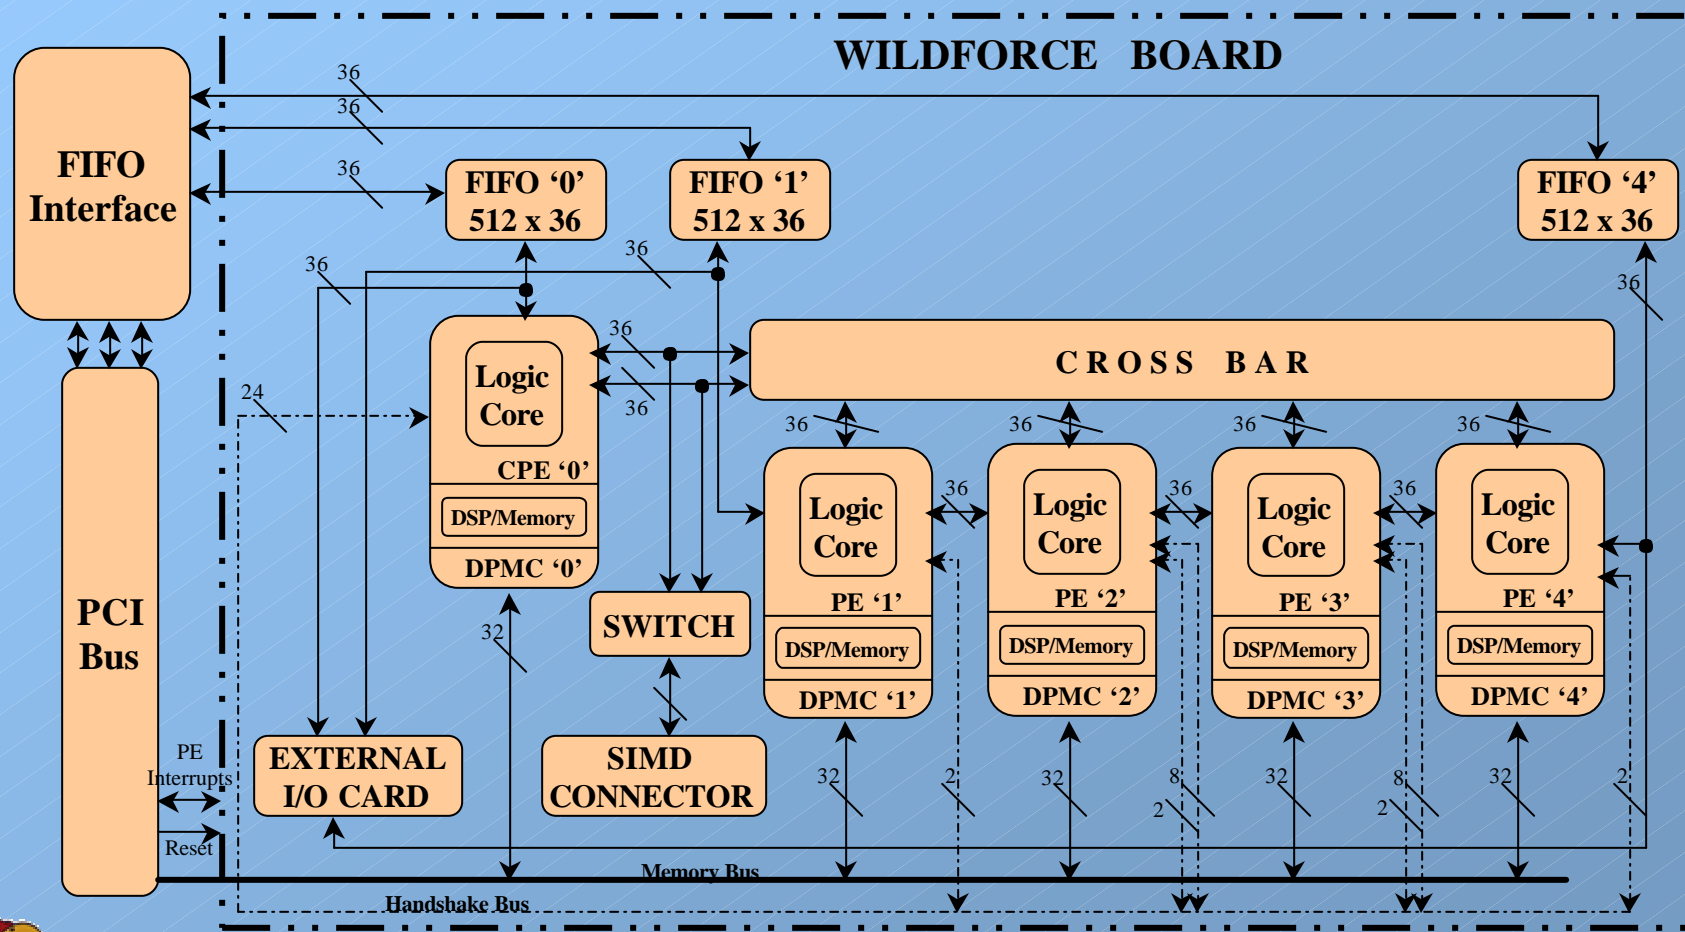 WILDFORCE BOARD
36
36
36
FIFO
Interface
FIFO ‘0’
512 x 36
FIFO ‘1’
512 x 36
FIFO ‘4’
512 x 36
36
36
36
36
36
24
CROSS BAR
Logic
Core
CPE ‘0’
DSP/Memory
DPMC ‘0’
36
36
36
36
Logic
Core
PE ‘1’
DSP/Memory
DPMC ‘1’
36
Logic
Core
PE ‘2’
DSP/Memory
DPMC ‘2’
36
Logic
Core
PE ‘3’
DSP/Memory
DPMC ‘3’
36
Logic
Core
PE ‘4’
DSP/Memory
DPMC ‘4’
PCI
Bus
32
SWITCH
PE
Interrupts
Reset
EXTERNAL
I/O CARD
SIMD
CONNECTOR
32
2
32
8
2
32
8
2
32
2
Memory Bus
Handshake Bus